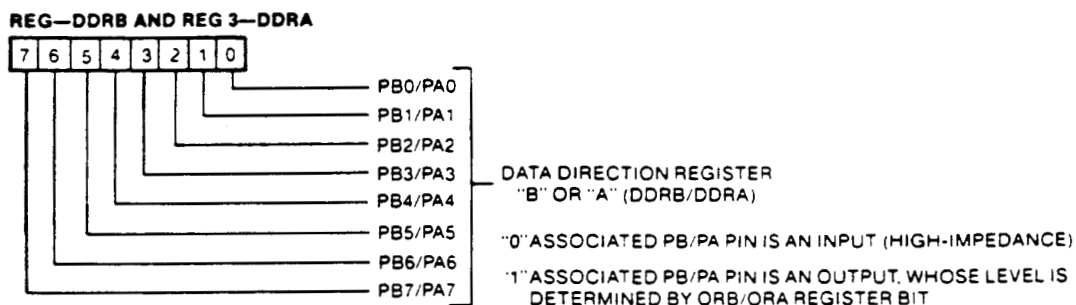 REG—DDRB AND REG 3—DDRA
7 6 5 4 3 2 1 0
PB0/PA0
PB1/PA1
PB2/PA2
PB3/PA3
PB4/PA4
PB5/PA5
PB6/PA6
PB7/PA7
DATA DIRECTION REGISTER
"B" OR "A" (DDRB/DDRA)
"0" ASSOCIATED PB/PA PIN IS AN INPUT (HIGH-IMPEDANCE)
"1" ASSOCIATED PB/PA PIN IS AN OUTPUT, WHOSE LEVEL IS
DETERMINED BY ORB/ORA REGISTER BIT